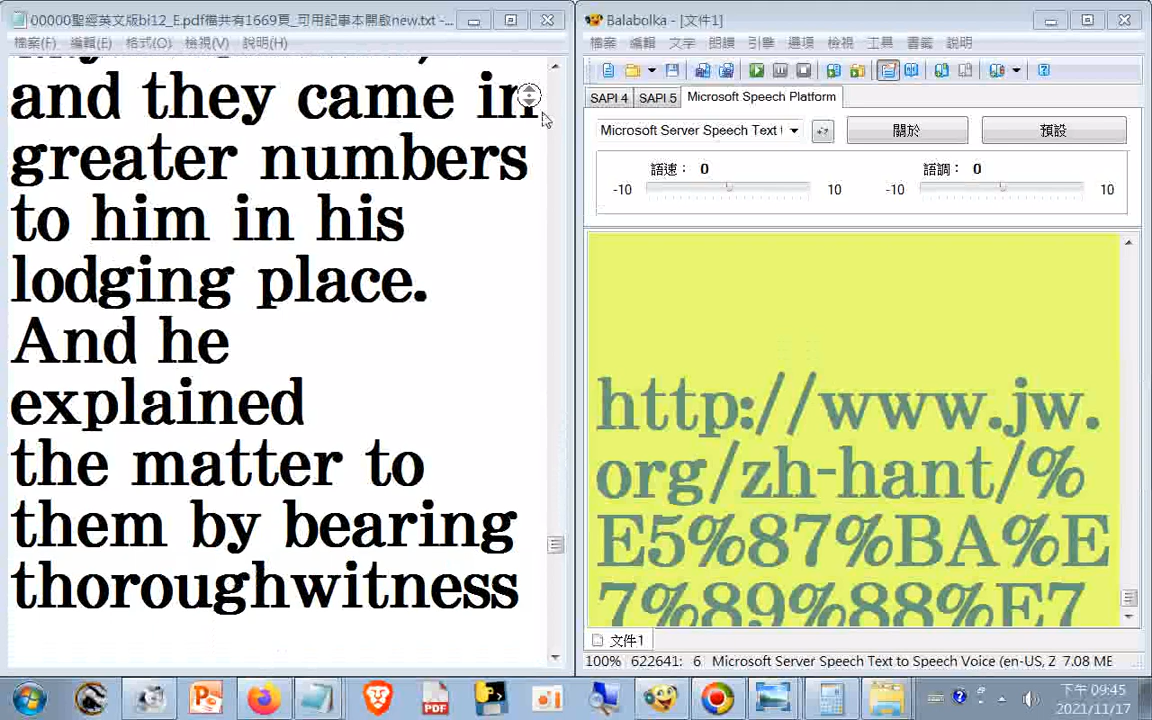 00000聖經英文版bi12_E.pdf檔共有1669頁_可用記事本開啟new.txt -...
檔案(F) 編輯(E) 格式(O) 檢視(V) 說明(H)
and they came in
greater numbers
to him in his
lodging place.
And he
explained
the matter to
them by bearing
thoroughwitness
Balabolka - [文件1]
檔案 編輯 文字 朗讀 引擎 選項 檢視 工具 書籤 說明
SAPI 4 SAPI 5 Microsoft Speech Platform
Microsoft Server Speech Text 關於 預設
語速： 0 語調： 0
-10 10 -10 10
http://www.jw.
org/zh-hant/%
E5%87%BA%E
7%89%88%E7
文件1
100% 622641: 6 Microsoft Server Speech Text to Speech Voice (en-US, Z 7.08 ME
PDF
下午 09:45
2021/11/17